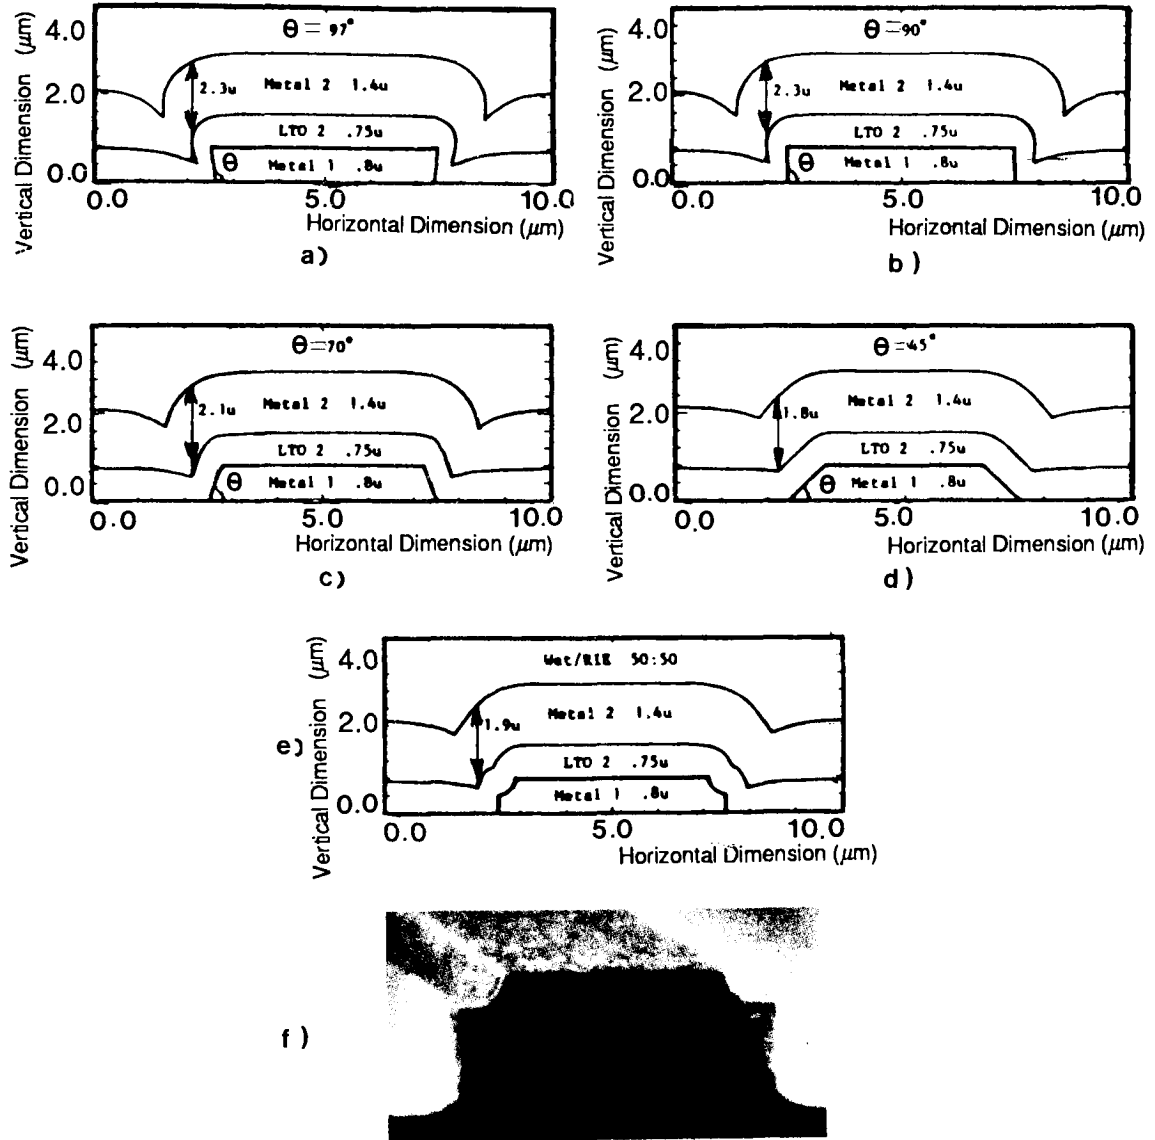 Vertical Dimension (μm)
4.0
2.0
0.0
Θ=97°
2.3u
Metal 2 1.4u
LTO 2 .75u
Θ Metal 1 .8u
0.0 5.0 10.0
Horizontal Dimension (μm)
a)
Vertical Dimension (μm)
4.0
2.0
0.0
Θ=90°
2.3u
Metal 2 1.4u
LTO 2 .75u
Θ Metal 1 .8u
0.0 5.0 10.0
Horizontal Dimension (μm)
b)
Vertical Dimension (μm)
4.0
2.0
0.0
Θ=70°
2.1u
Metal 2 1.4u
LTO 2 .75u
Θ Metal 1 .8u
0.0 5.0 10.0
Horizontal Dimension (μm)
c)
Vertical Dimension (μm)
4.0
2.0
0.0
Θ=45°
1.8u
Metal 2 1.4u
LTO 2 .75u
Θ Metal 1 .8u
0.0 5.0 10.0
Horizontal Dimension (μm)
d)
Vertical Dimension (μm)
4.0
2.0
0.0
Wet/RIE 50:50
1.9u
Metal 2 1.4u
LTO 2 .75u
Metal 1 .8u
0.0 5.0 10.0
Horizontal Dimension (μm)
e)
f)